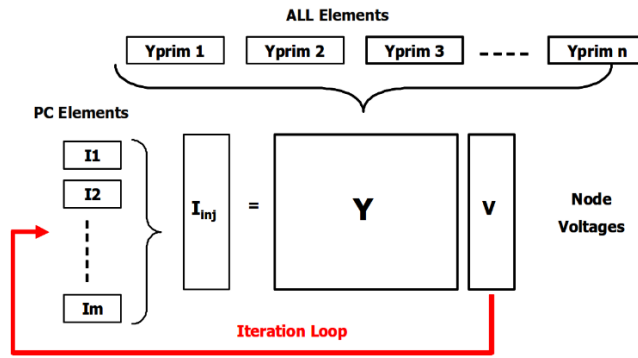 ALL Elements
Yprim 1 Yprim 2 Yprim 3 Yprim n
PC Elements
I1
I2
Im
Iinj = Y V
Node
Voltages
Iteration Loop